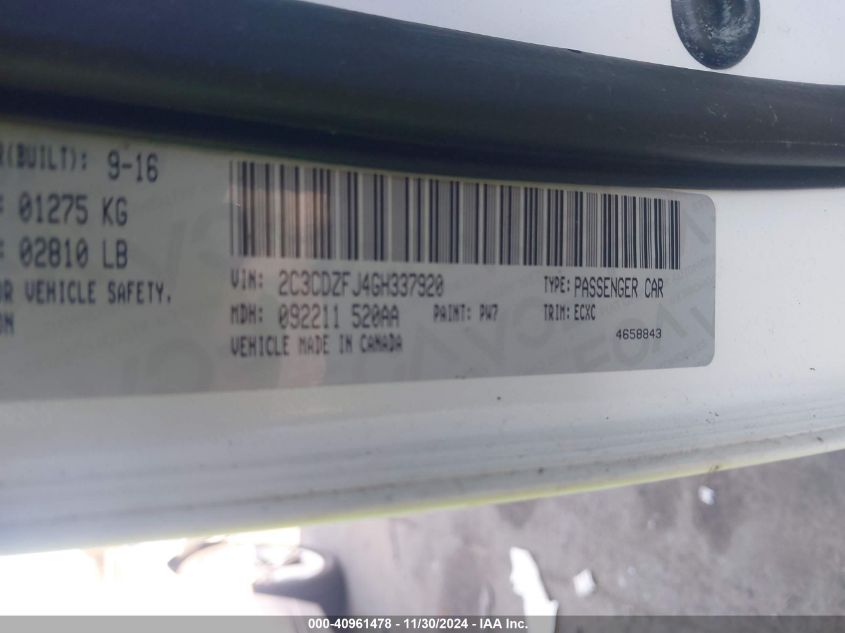 R(BUILT): 9-16
: 01275 KG
: 02810 LB
OR VEHICLE SAFETY,
ON
VIN: 2C3CDZFJ4GH337920
TYPE: PASSENGER CAR
MDH: 092211 520AA
PAINT: PW7
TRIM: ECXC
VEHICLE MADE IN CANADA
4658843
000-40961478 - 11/30/2024 - IAA Inc.